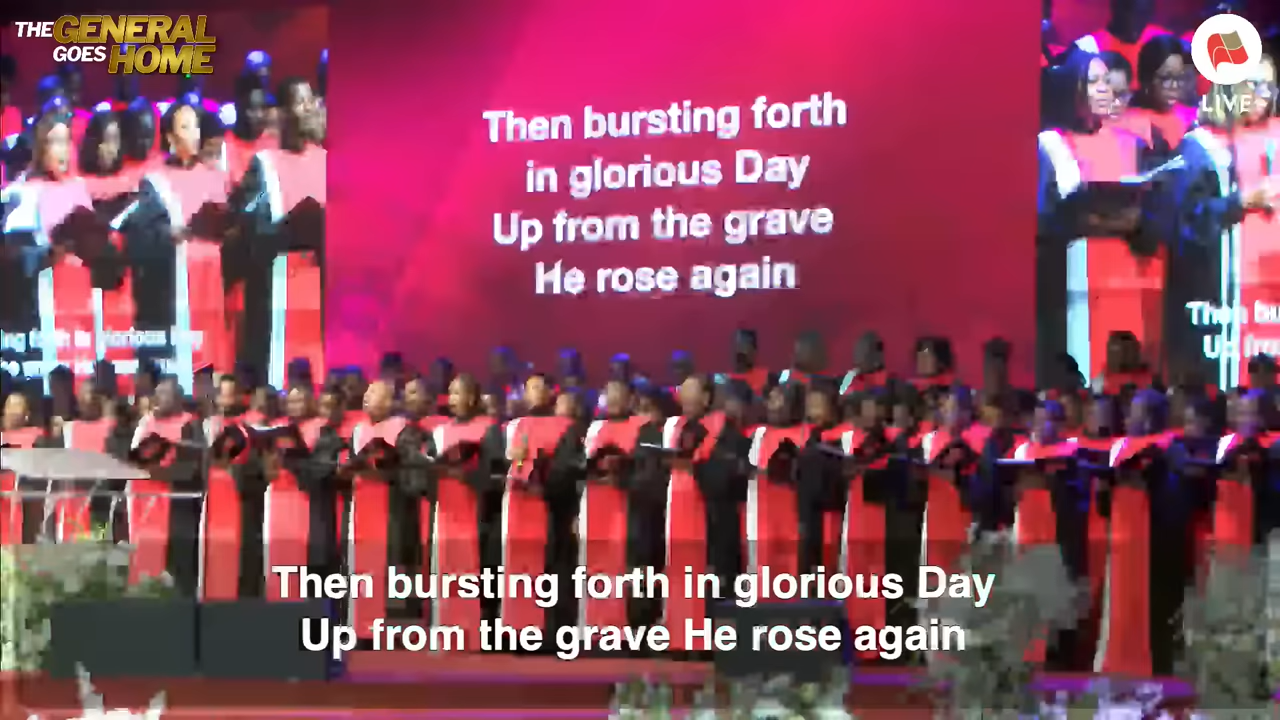 THE GENERAL
GOES HOME
LIVE
Then bursting forth
in glorious Day
Up from the grave
He rose again
Then bursting forth in glorious Day
Up from the grave He rose again